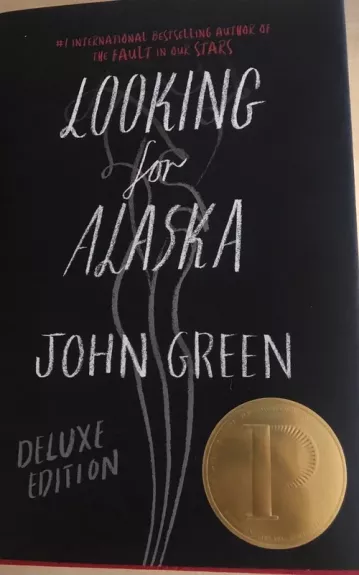 #1 INTERNATIONAL BESTSELLING AUTHOR OF
THE FAULT IN OUR STARS
LOOKING
for
ALASKA
JOHN GREEN
DELUXE
EDITION
P